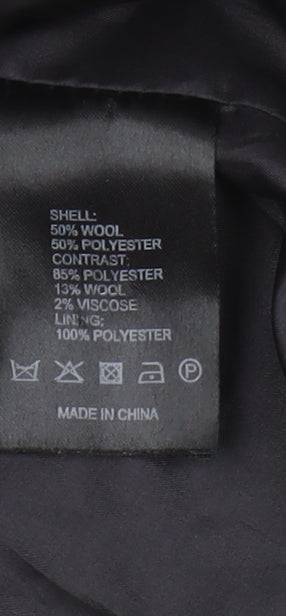 SHELL:
50% WOOL
50% POLYESTER
CONTRAST:
85% POLYESTER
13% WOOL
2% VISCOSE
LINING:
100% POLYESTER
P
MADE IN CHINA